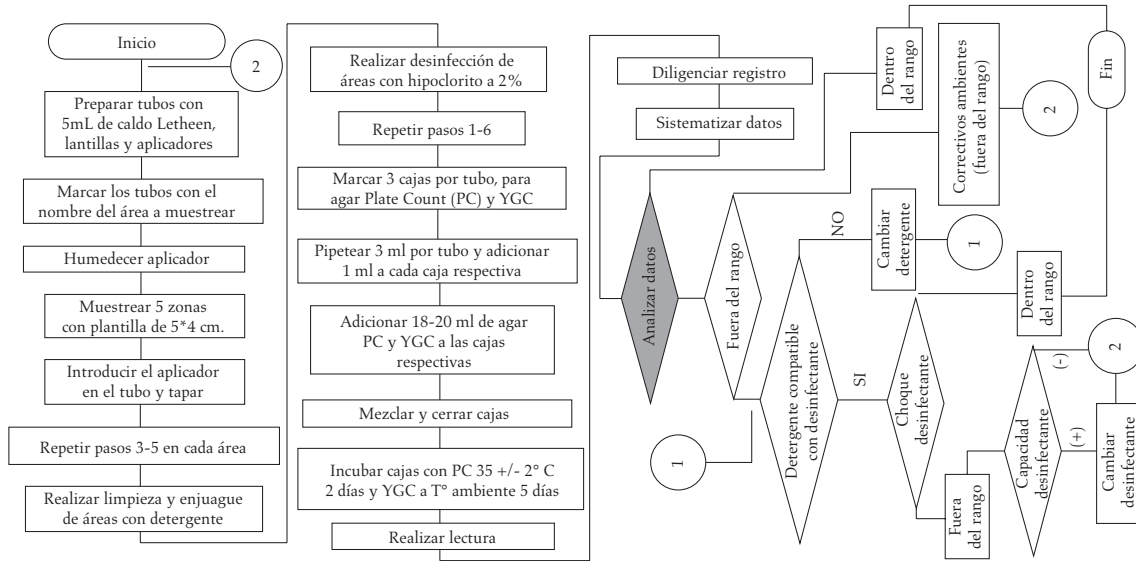 Inicio
2
Preparar tubos con
5mL de caldo Letheen,
lantillas y aplicadores
Marcar los tubos con el
nombre del área a muestrear
Humedecer aplicador
Muestrear 5 zonas
con plantilla de 5*4 cm.
Introducir el aplicador
en el tubo y tapar
Repetir pasos 3-5 en cada área
Realizar limpieza y enjuague
de áreas con detergente
Realizar desinfección de
áreas con hipoclorito a 2%
Repetir pasos 1-6
Marcar 3 cajas por tubo, para
agar Plate Count (PC) y YGC
Pipetear 3 ml por tubo y adicionar
1 ml a cada caja respectiva
Adicionar 18-20 ml de agar
PC y YGC a las cajas
respectivas
Mezclar y cerrar cajas
Incubar cajas con PC 35 +/- 2° C
2 días y YGC a T° ambiente 5 días
Realizar lectura
Diligenciar registro
Sistematizar datos
Analizar datos
Dentro
del rango
Fin
Fuera del rango
Correctivos ambientes
(fuera del rango)
2
1
Detergente compatible
con desinfectante
NO
Cambiar
detergente
1
SI
Choque
desinfectante
Dentro
del rango
Fuera
del rango
Capacidad
desinfectante
(-)
2
(+)
Cambiar
desinfectante